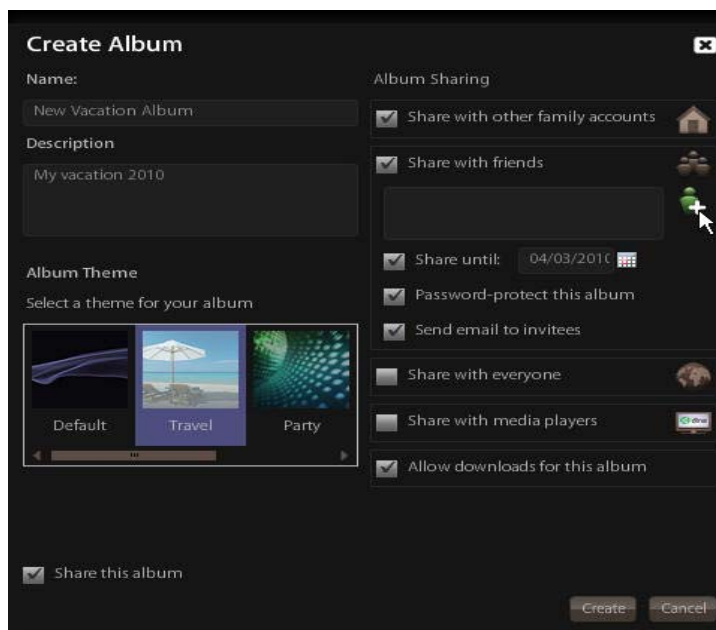 Create Album
Name:
New Vacation Album
Description
My vacation 2010
Album Theme
Select a theme for your album
Default
Travel
Party
Share this album
Album Sharing
Share with other family accounts
Share with friends
Share until:
04/03/201
Password-protect this album
Send email to invitees
Share with everyone
Share with media players
Allow downloads for this album
Create
Cancel